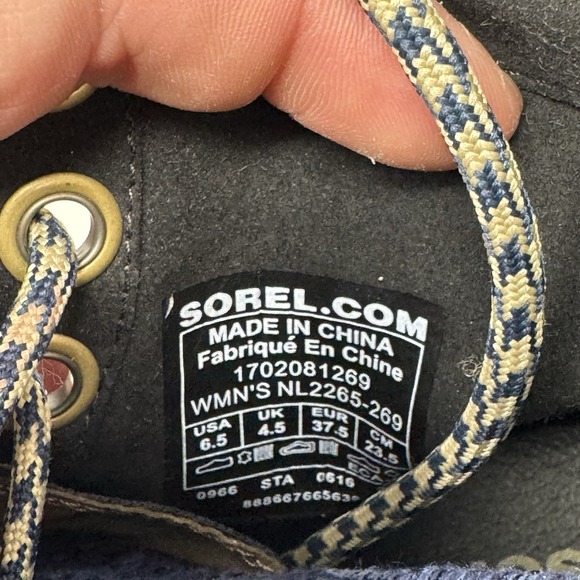 SOREL.COM
MADE IN CHINA
Fabriqué En Chine
1702081269
WMN'S NL2265-269
USA UK EUR CM
6.5 4.5 37.5 23.5
0966 STA 0616